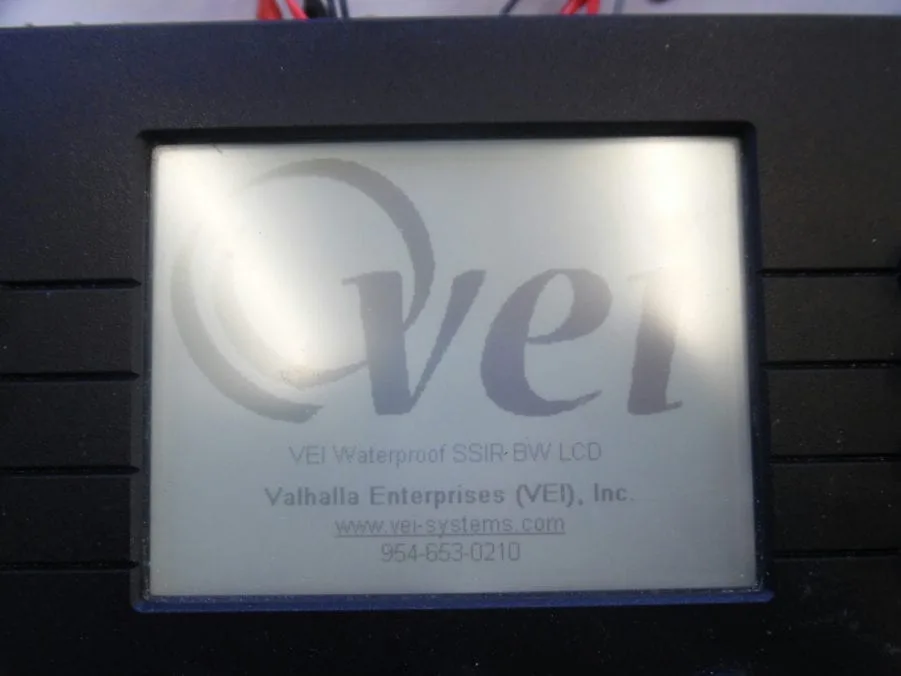 vei
VEI Waterproof SSIR-BW LCD
Valhalla Enterprises (VEI), Inc.
www.vei-systems.com
954-653-0210